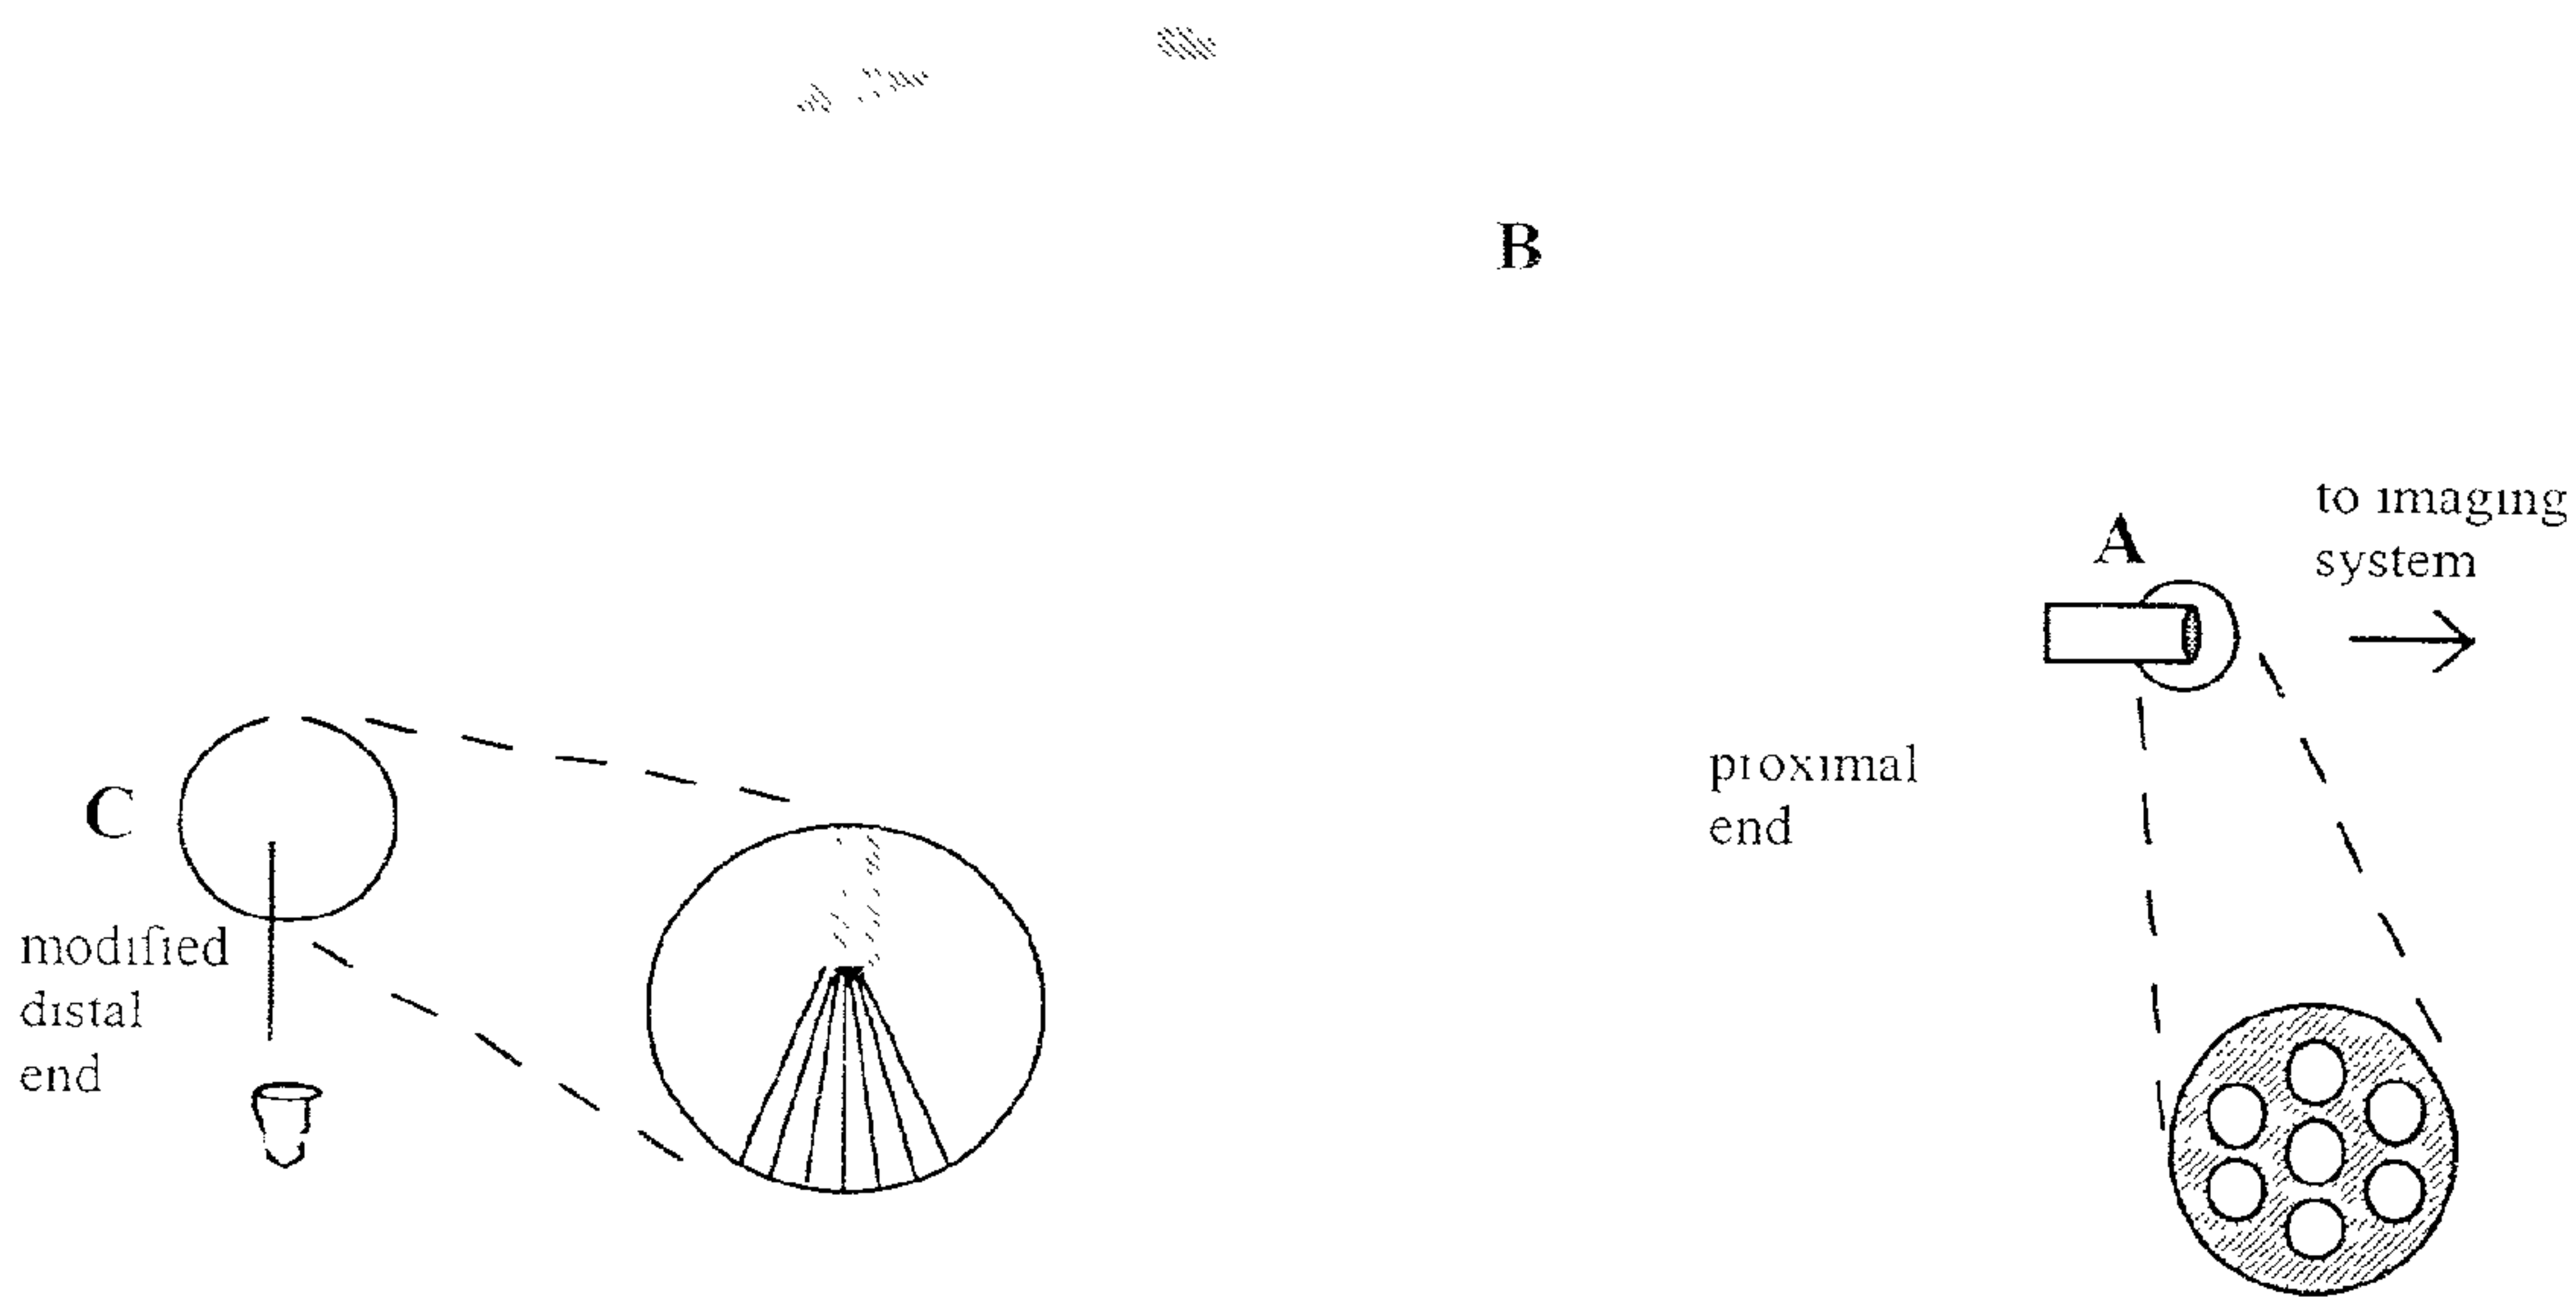 B
A
to imaging
system
proximal
end
C
modified
distal
end